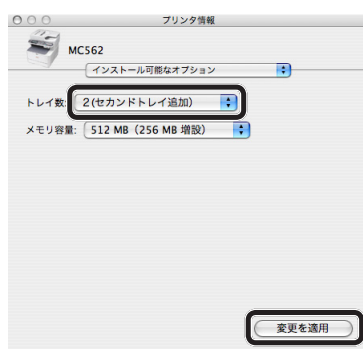 プリンタ情報
MC562
インストール可能なオプション
トレイ数: 2(セカンドトレイ追加)
メモリ容量: 512 MB（256 MB 増設）
変更を適用